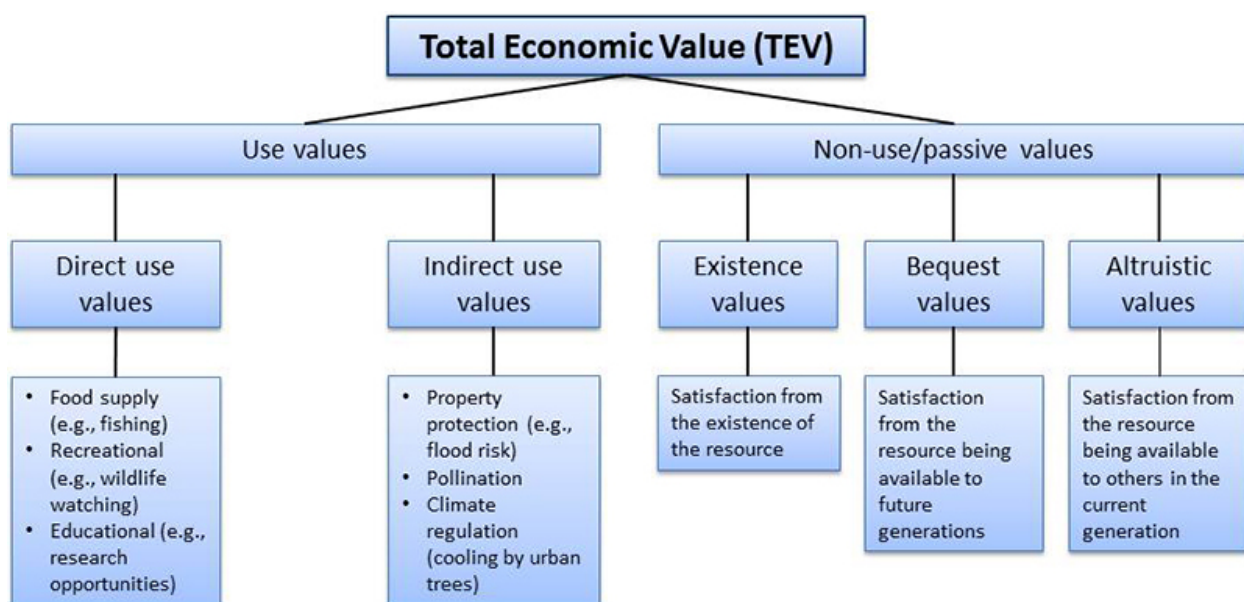 Total Economic Value (TEV)
Use values
Non-use/passive values
Direct use
values
Indirect use
values
Existence
values
Bequest
values
Altruistic
values
• Food supply
(e.g., fishing)
• Recreational
(e.g., wildlife
watching)
• Educational (e.g.,
research
opportunities)
• Property
protection (e.g.,
flood risk)
• Pollination
• Climate
regulation
(cooling by urban
trees)
Satisfaction from
the existence of
the resource
Satisfaction
from the
resource being
available to
future
generations
Satisfaction from
the resource
being available
to others in the
current
generation